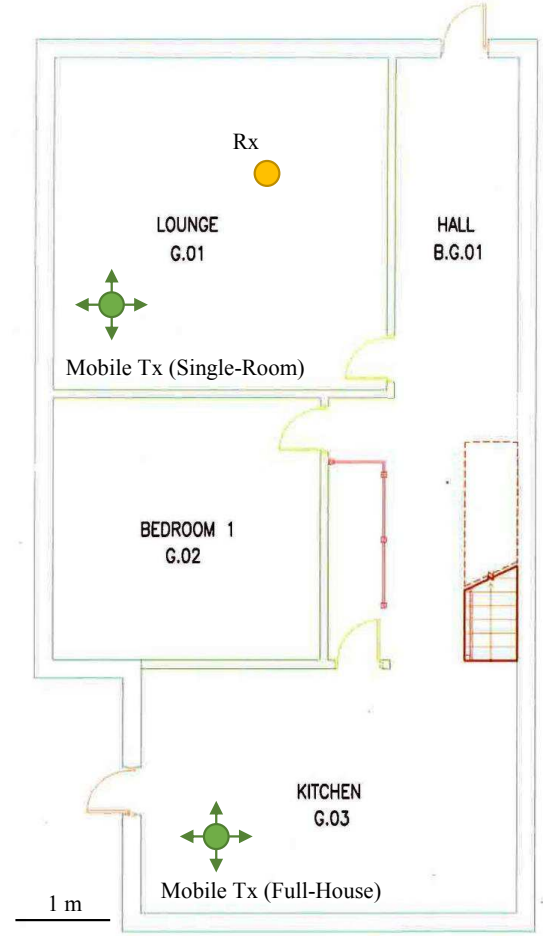 Rx
LOUNGE
G.01
HALL
B.G.01
Mobile Tx (Single-Room)
BEDROOM 1
G.02
KITCHEN
G.03
Mobile Tx (Full-House)
1 m